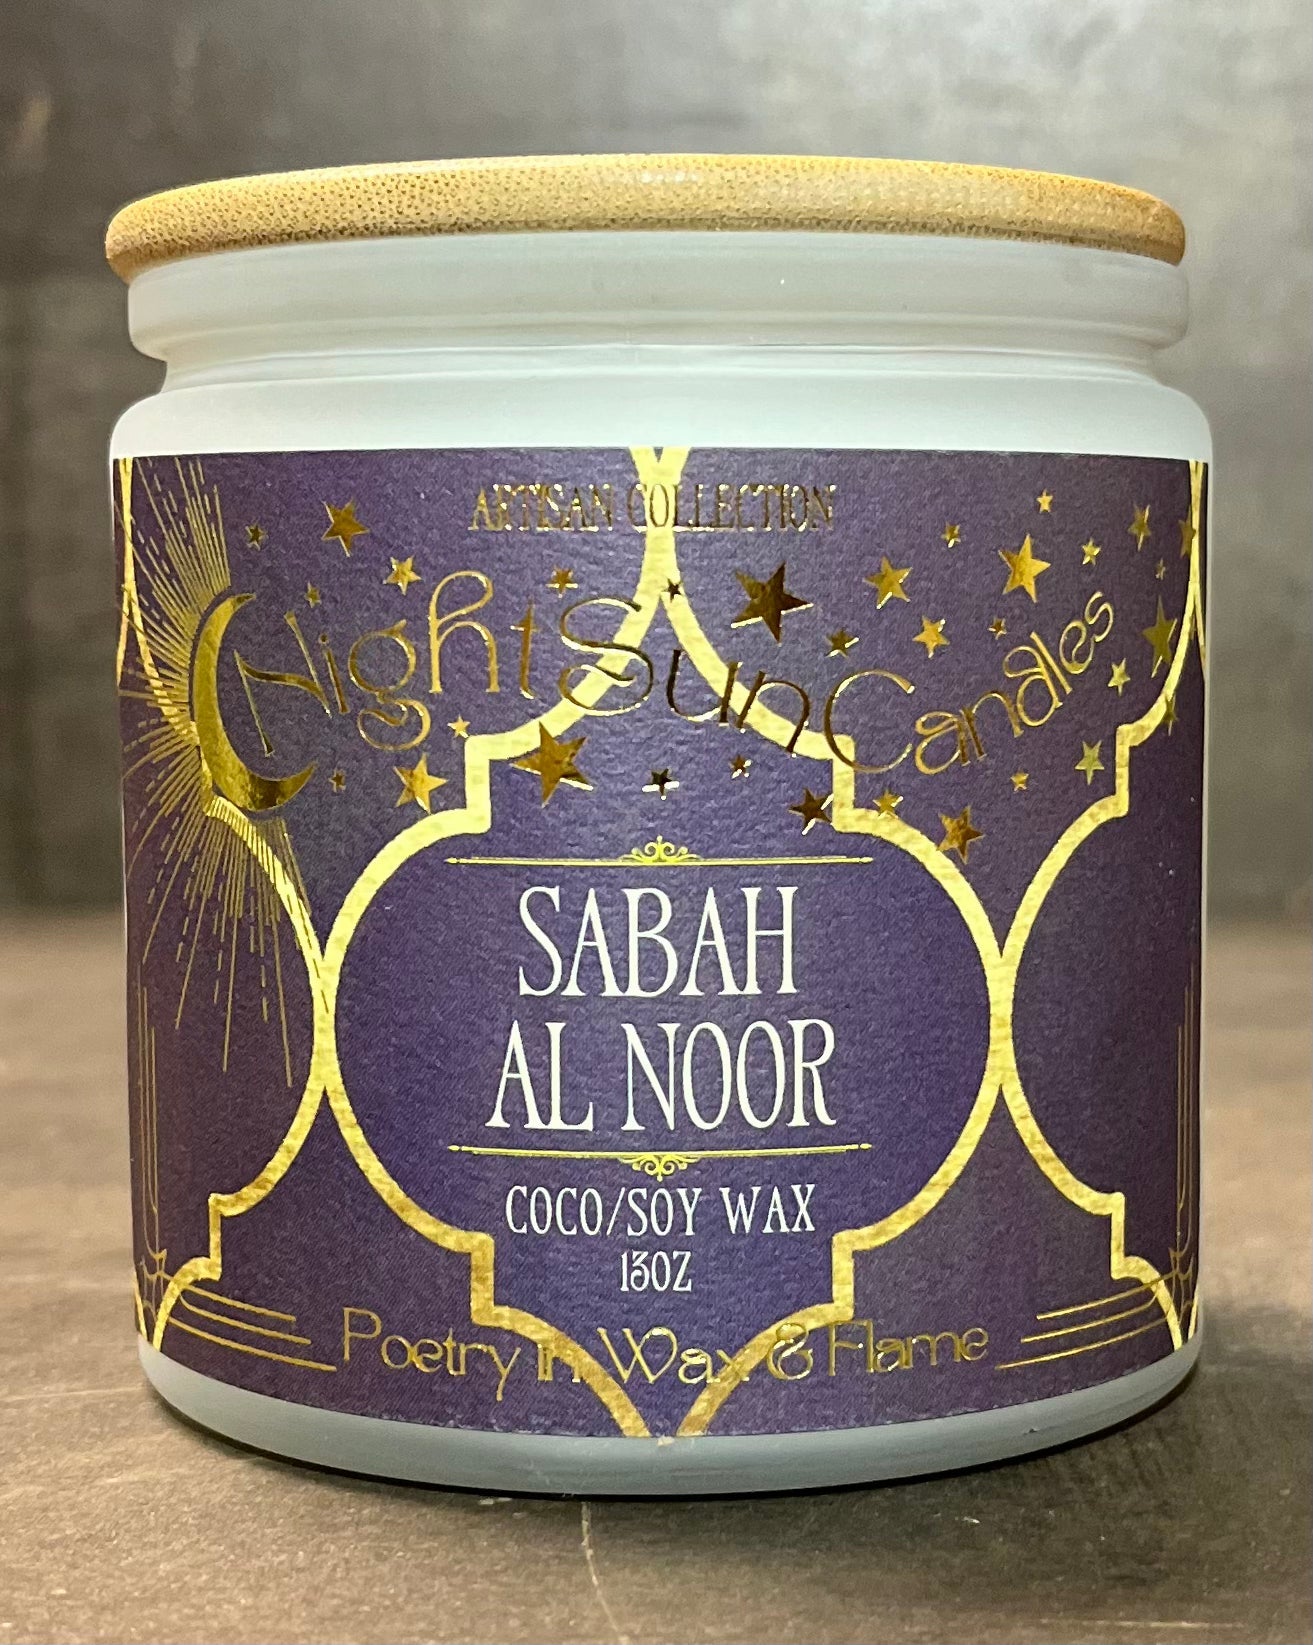 ARTISAN COLLECTION
NightSunCandles
SABAH
AL NOOR
COCO/SOY WAX
13OZ
Poetry in Wax & Flame